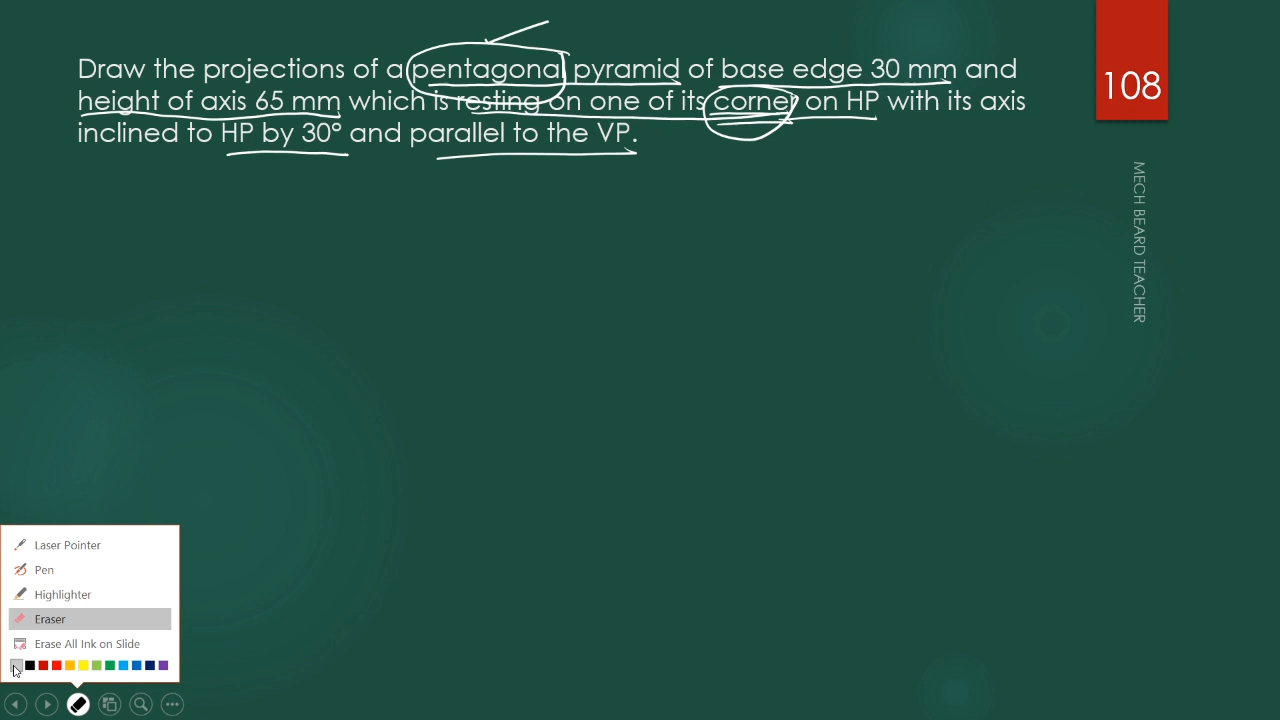 Draw the projections of a pentagonal pyramid of base edge 30 mm and
height of axis 65 mm which is resting on one of its corner on HP with its axis
inclined to HP by 30° and parallel to the VP.
108
MECH BEARD TEACHER
Laser Pointer
Pen
Highlighter
Eraser
Erase All Ink on Slide